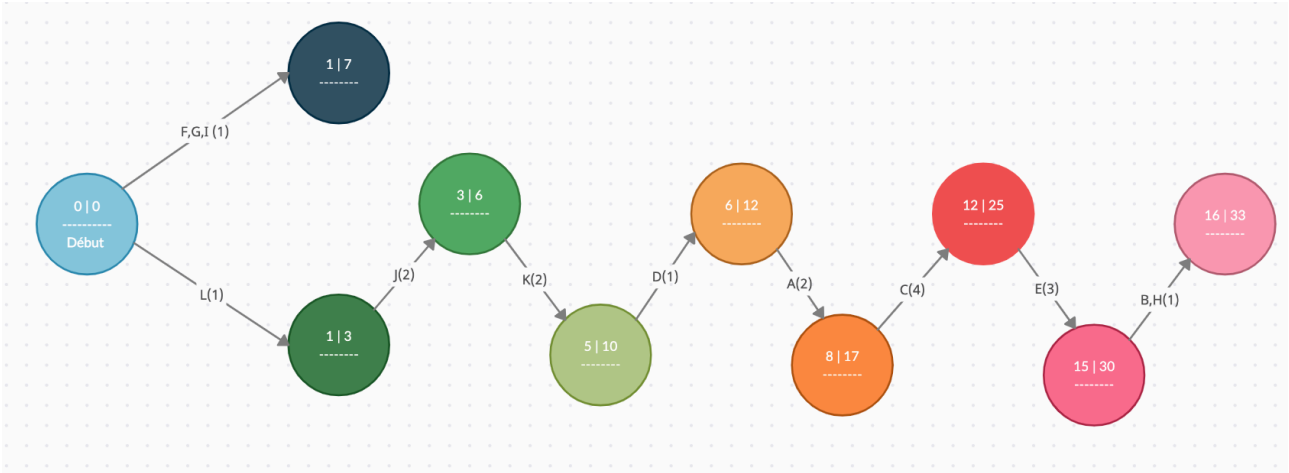 1 | 7
--------
F,G,I (1)
0 | 0
----------
Début
L(1)
1 | 3
--------
J(2)
3 | 6
--------
K(2)
5 | 10
--------
D(1)
6 | 12
--------
A(2)
8 | 17
--------
C(4)
12 | 25
--------
E(3)
15 | 30
--------
B,H(1)
16 | 33
--------